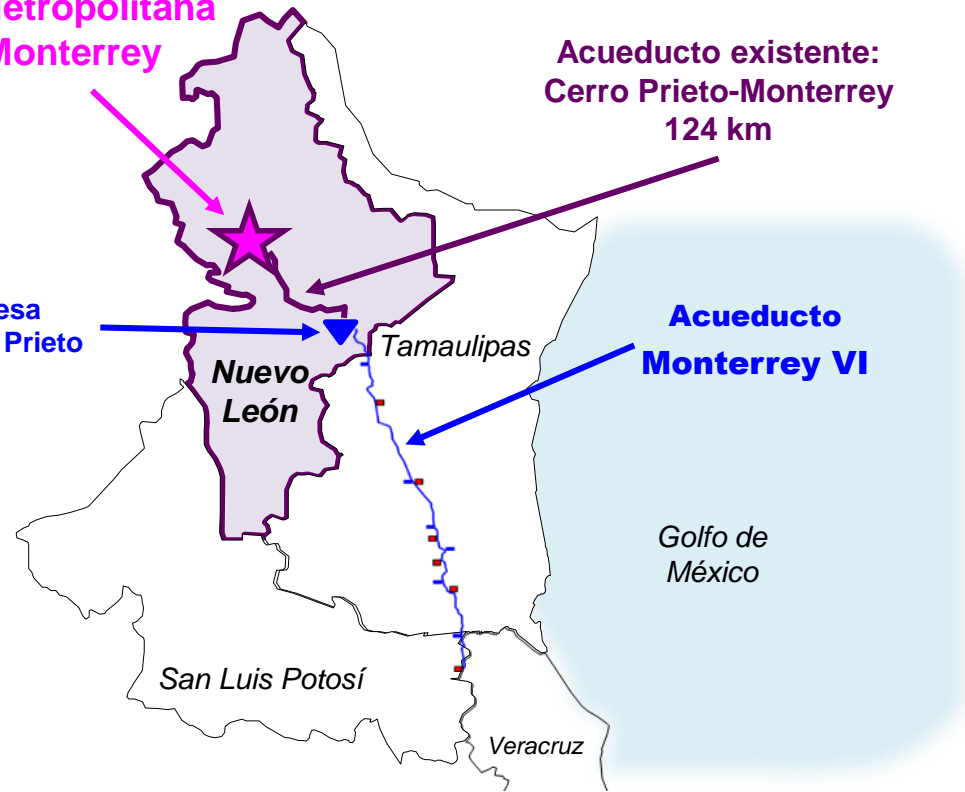 etropolitana
Monterrey
Acueducto existente:
Cerro Prieto-Monterrey
124 km
esa
Prieto
Acueducto
Monterrey VI
Tamaulipas
Nuevo
León
Golfo de
México
San Luis Potosí
Veracruz